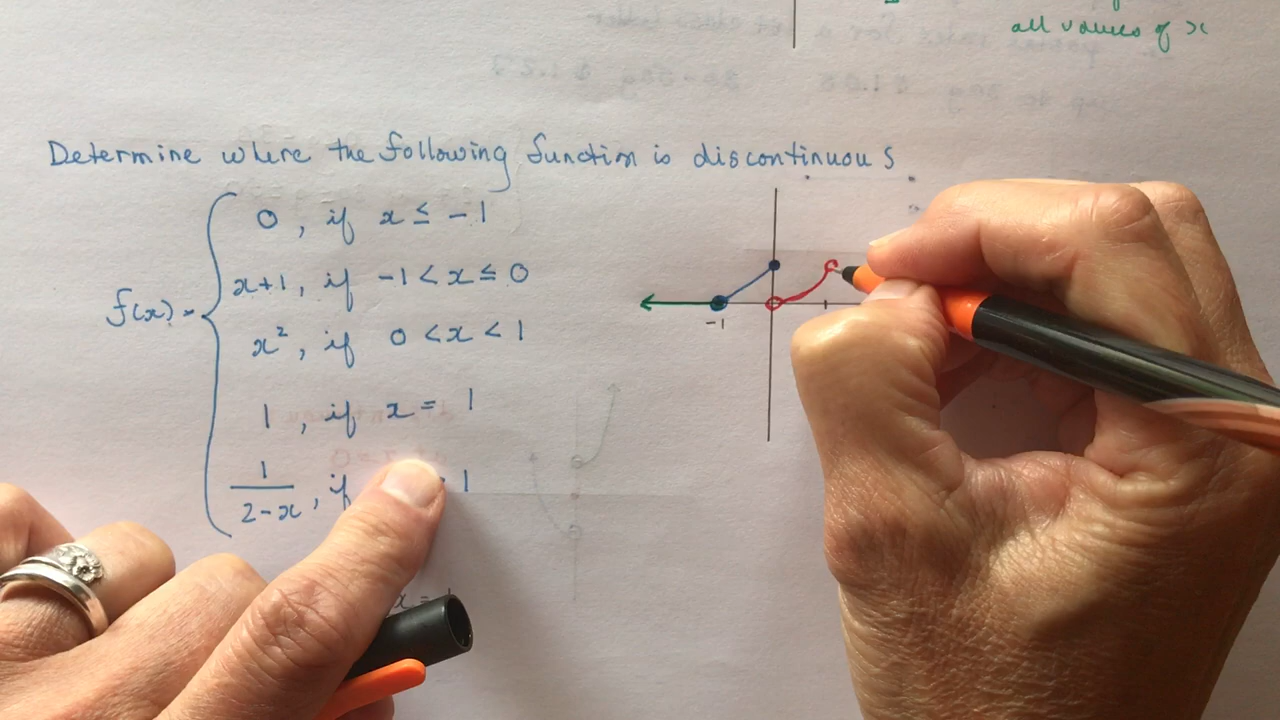 all values of x
Determine where the following function is discontinuous
f(x) =
0, if x ≤ -1
x+1, if -1 < x ≤ 0
x², if 0 < x < 1
1, if x = 1
1/2-x, if 1
-1
x =